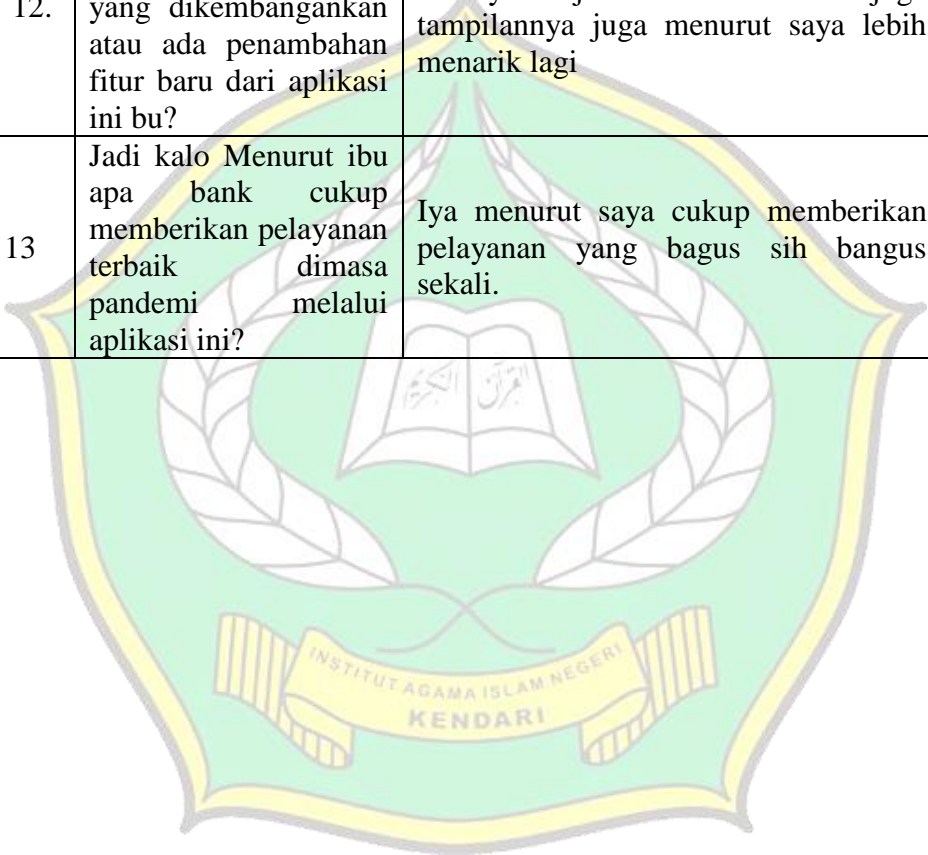 12.
yang dikembangankan
atau ada penambahan
fitur baru dari aplikasi
ini bu?
tampilannya juga menurut saya lebih
menarik lagi
13
Jadi kalo Menurut ibu
apa bank cukup
memberikan pelayanan
terbaik dimasa
pandemi melalui
aplikasi ini?
Iya menurut saya cukup memberikan
pelayanan yang bagus sih bangus
sekali.
القرآن الكريم
INSTITUT AGAMA ISLAM NEGERI
KENDARI